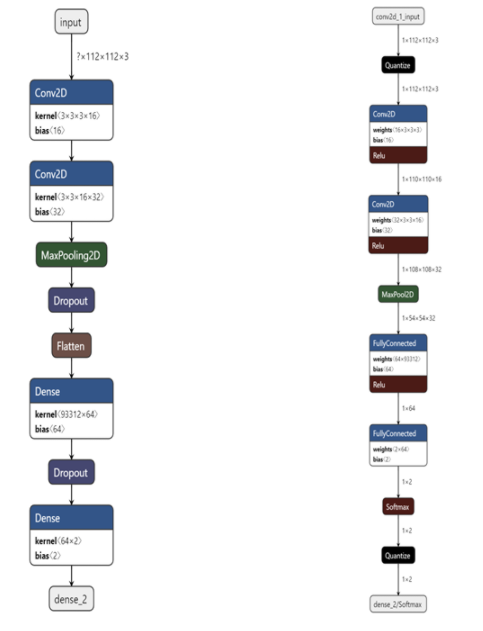 input
?×112×112×3
Conv2D
kernel⟨3×3×3×16⟩
bias⟨16⟩
Conv2D
kernel⟨3×3×16×32⟩
bias⟨32⟩
MaxPooling2D
Dropout
Flatten
Dense
kernel⟨93312×64⟩
bias⟨64⟩
Dropout
Dense
kernel⟨64×2⟩
bias⟨2⟩
dense_2
conv2d_1_input
1×112×112×3
Quantize
1×112×112×3
Conv2D
weights⟨16×3×3×3⟩
bias⟨16⟩
Relu
1×110×110×16
Conv2D
weights⟨32×3×3×16⟩
bias⟨32⟩
Relu
1×108×108×32
MaxPool2D
1×54×54×32
FullyConnected
weights⟨64×93312⟩
bias⟨64⟩
Relu
1×64
FullyConnected
weights⟨2×64⟩
bias⟨2⟩
1×2
Softmax
1×2
Quantize
1×2
dense_2/Softmax